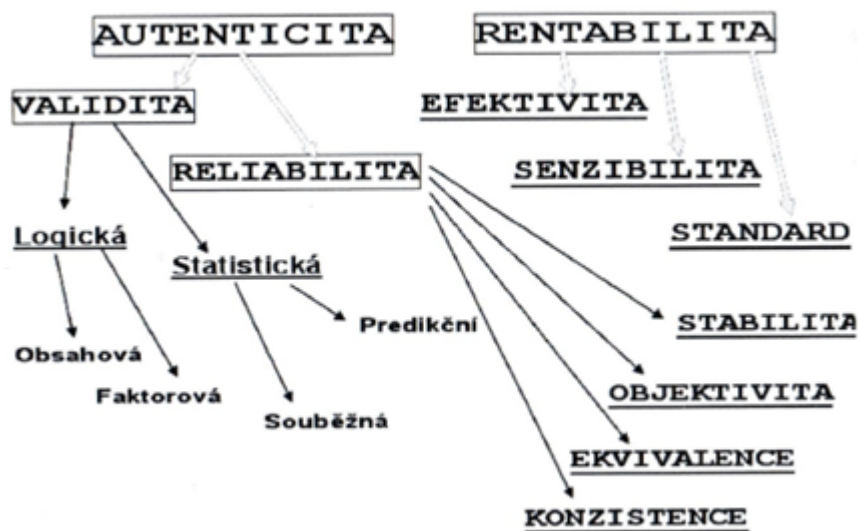 AUTENTICITA
RENTABILITA
VALIDITA
EFEKTIVITA
RELIABILITA
SENZIBILITA
Logická
Statistická
STANDARD
Predikční
STABILITA
Obsahová
Faktorová
Souběžná
OBJEKTIVITA
EKVIVALENCE
KONZISTENCE